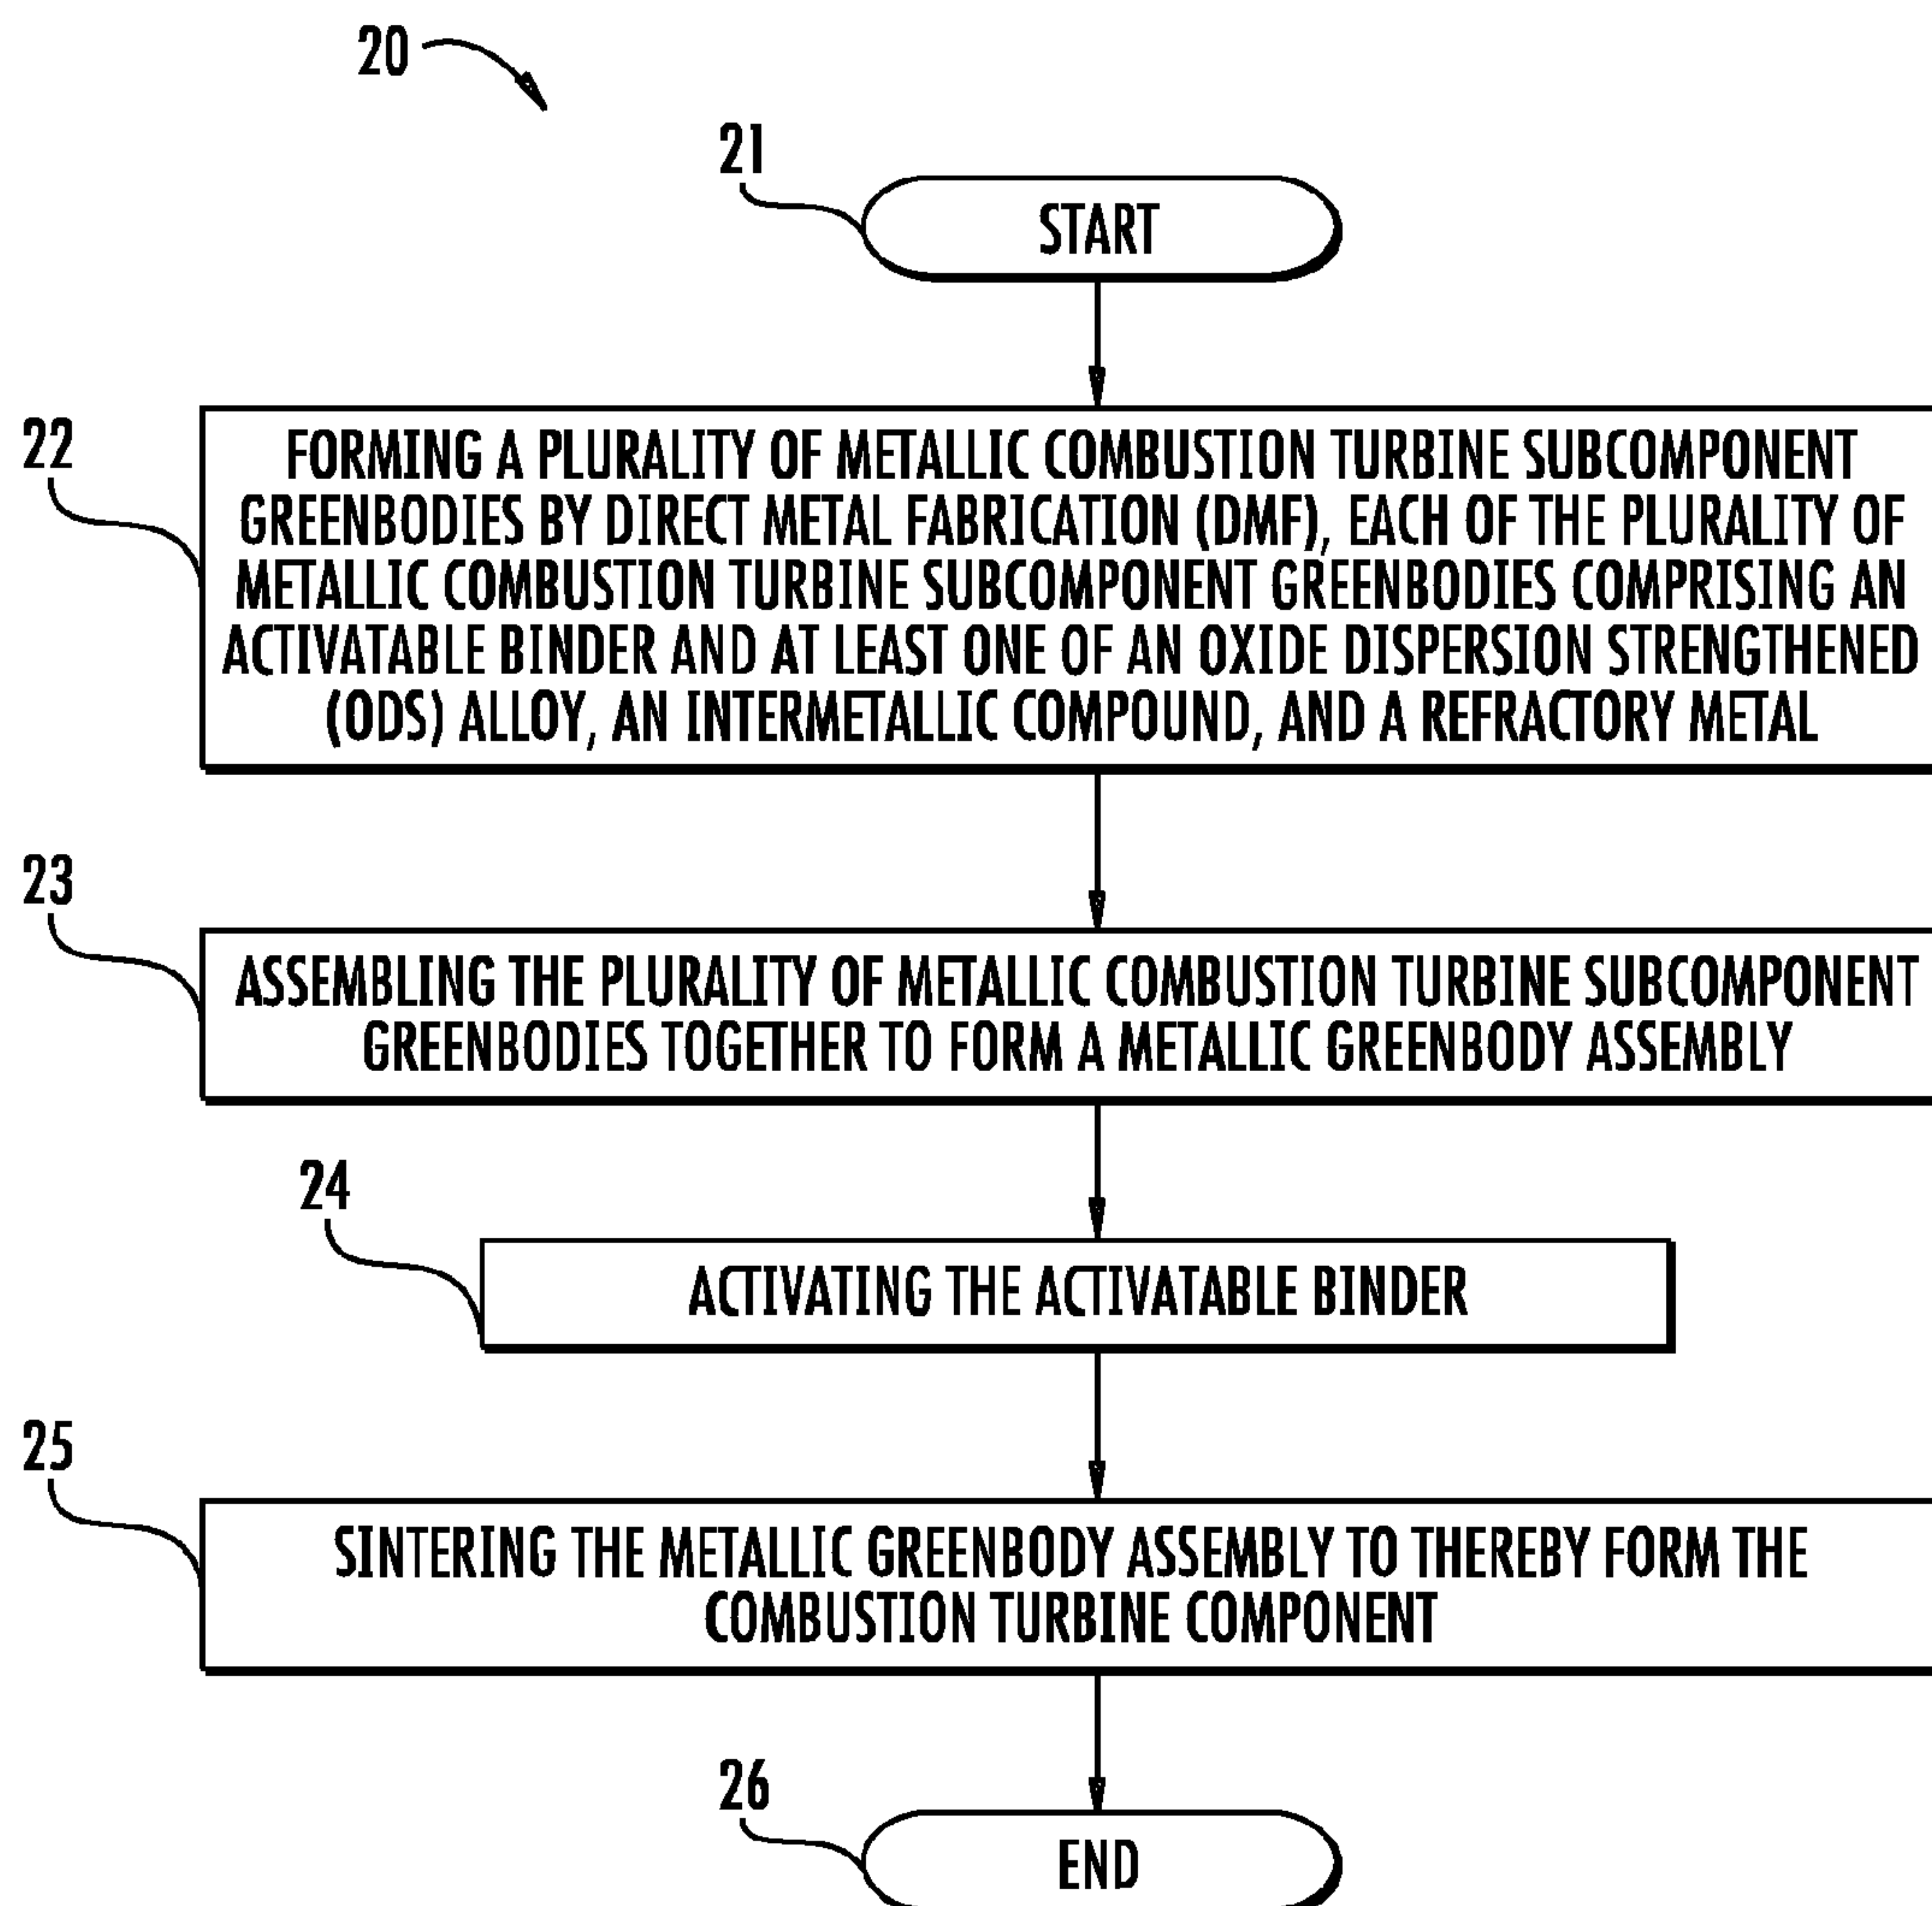 20
21
START
22
FORMING A PLURALITY OF METALLIC COMBUSTION TURBINE SUBCOMPONENT
GREENBODIES BY DIRECT METAL FABRICATION (DMF), EACH OF THE PLURALITY OF
METALLIC COMBUSTION TURBINE SUBCOMPONENT GREENBODIES COMPRISING AN
ACTIVATABLE BINDER AND AT LEAST ONE OF AN OXIDE DISPERSION STRENGTHENED
(ODS) ALLOY, AN INTERMETALLIC COMPOUND, AND A REFRACTORY METAL
23
ASSEMBLING THE PLURALITY OF METALLIC COMBUSTION TURBINE SUBCOMPONENT
GREENBODIES TOGETHER TO FORM A METALLIC GREENBODY ASSEMBLY
24
ACTIVATING THE ACTIVATABLE BINDER
25
SINTERING THE METALLIC GREENBODY ASSEMBLY TO THEREBY FORM THE
COMBUSTION TURBINE COMPONENT
26
END